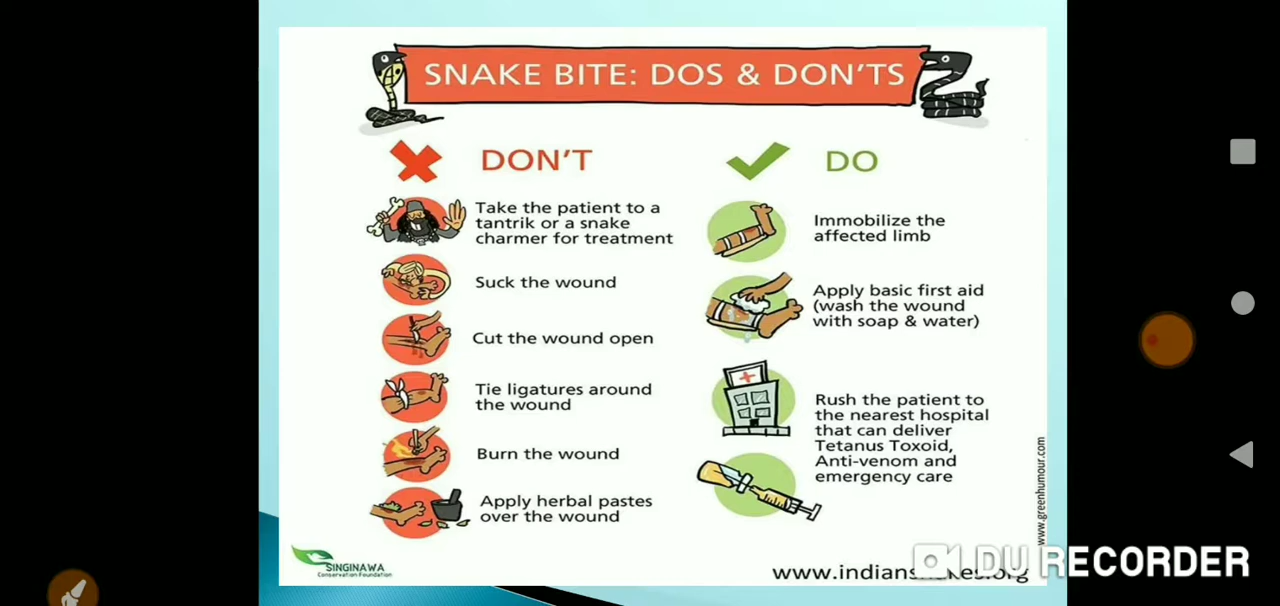 SNAKE BITE: DOS & DON'TS
DON'T
Take the patient to a
tantrik or a snake
charmer for treatment
Suck the wound
Cut the wound open
Tie ligatures around
the wound
Burn the wound
Apply herbal pastes
over the wound
DO
Immobilize the
affected limb
Apply basic first aid
(wash the wound
with soap & water)
Rush the patient to
the nearest hospital
that can deliver
Tetanus Toxoid,
Anti-venom and
emergency care
www.greenhumour.com
SINGINAWA
Conservation Foundation
www.indiansnakes.org
DU RECORDER